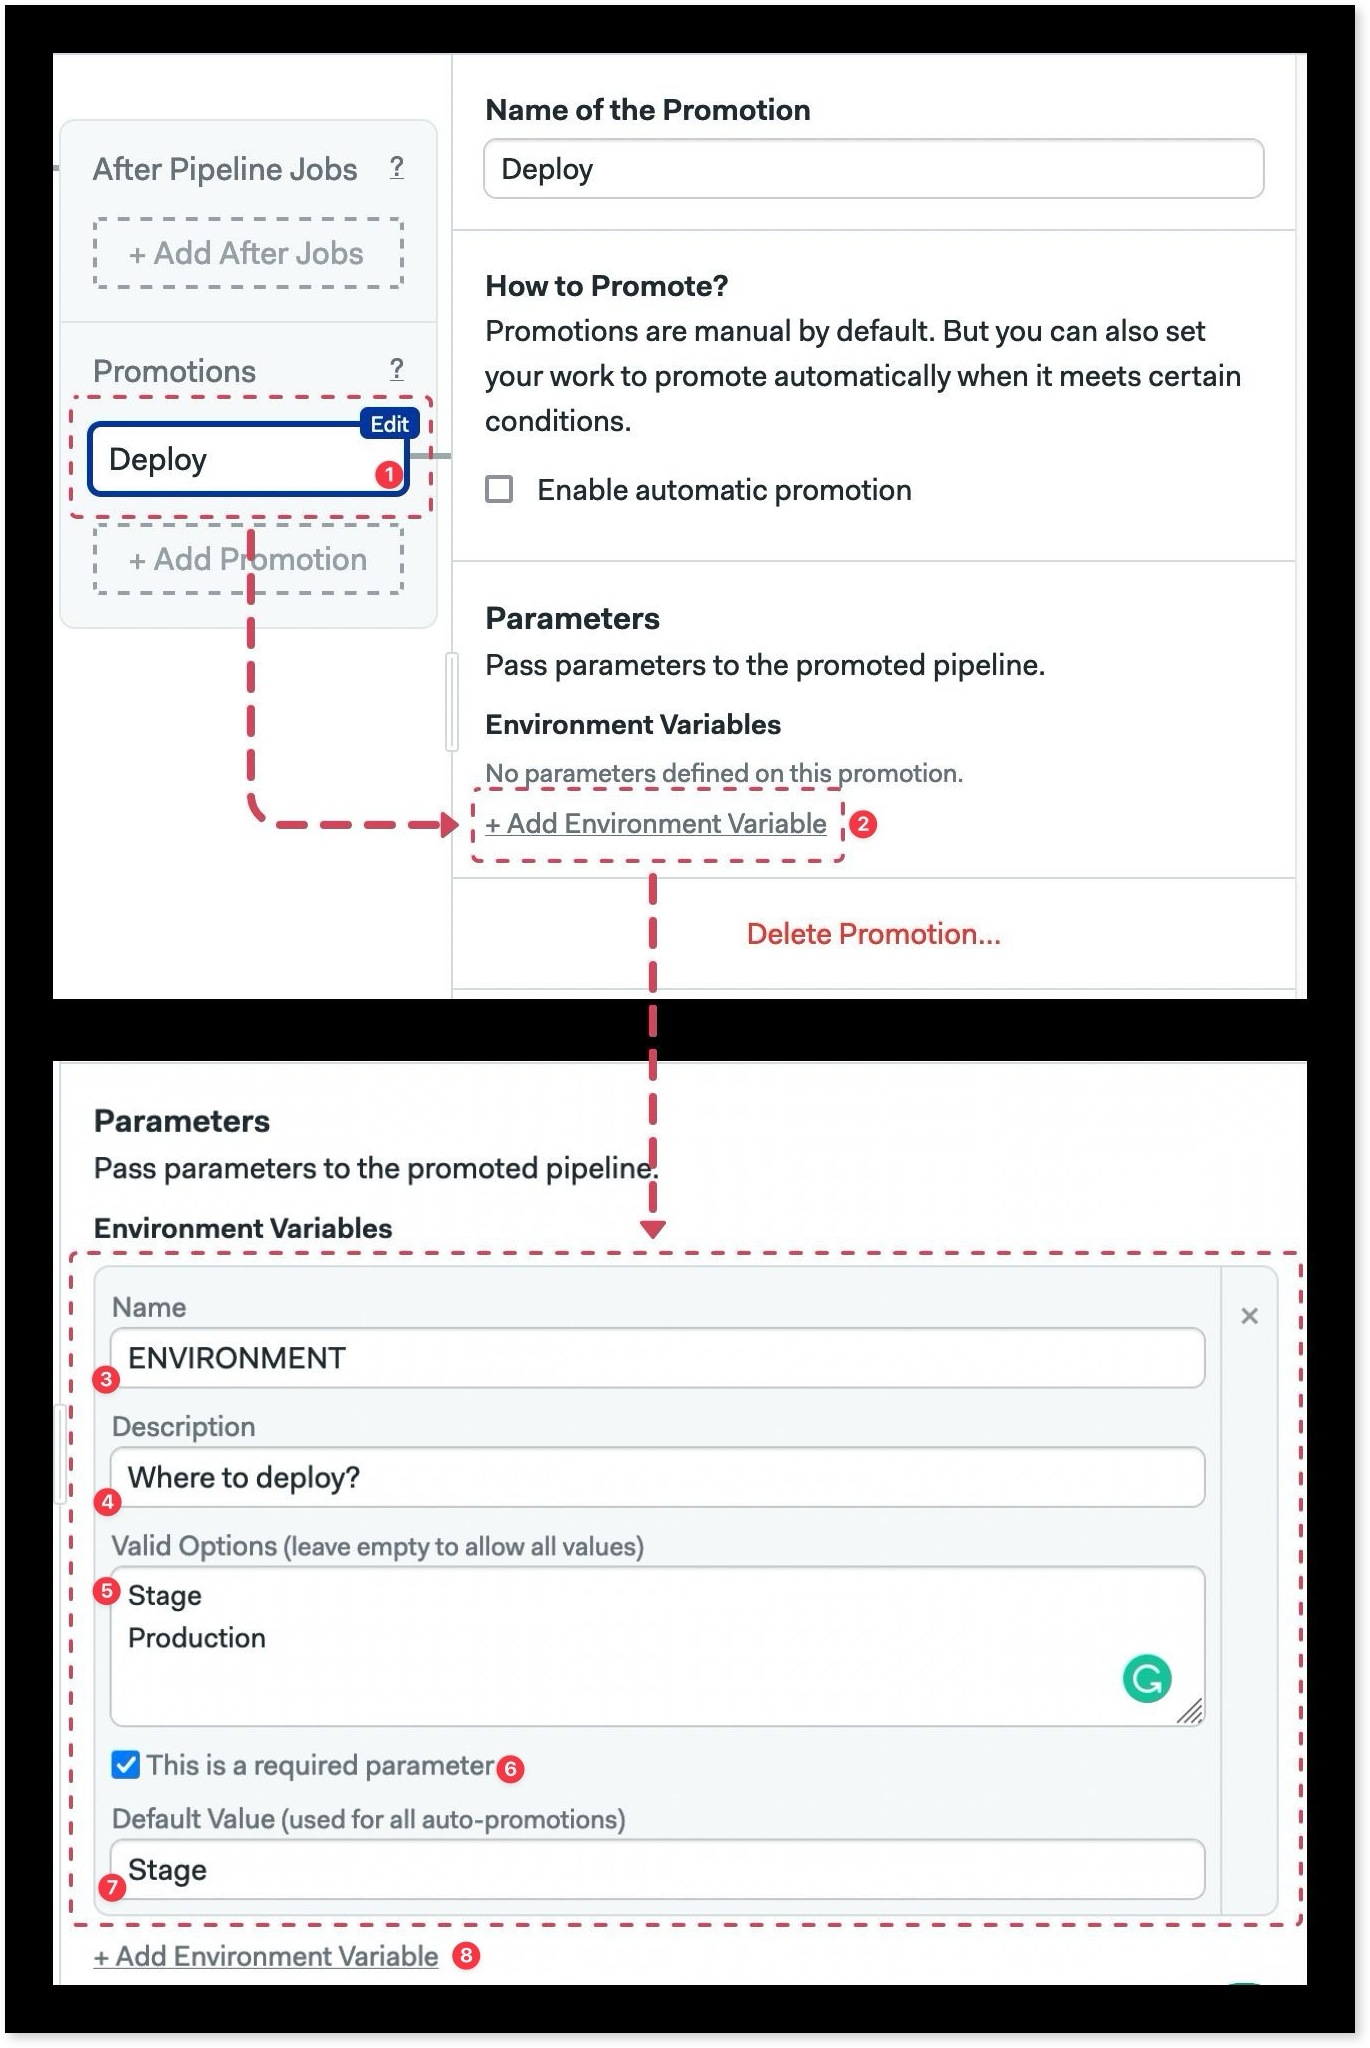 After Pipeline Jobs ?
+ Add After Jobs
Promotions ?
Edit
Deploy
1
+ Add Promotion
Name of the Promotion
Deploy
How to Promote?
Promotions are manual by default. But you can also set
your work to promote automatically when it meets certain
conditions.
Enable automatic promotion
Parameters
Pass parameters to the promoted pipeline.
Environment Variables
No parameters defined on this promotion.
+ Add Environment Variable 2
Delete Promotion...
Parameters
Pass parameters to the promoted pipeline.
Environment Variables
Name
×
ENVIRONMENT
3
Description
Where to deploy?
4
Valid Options (leave empty to allow all values)
5 Stage
Production
G
This is a required parameter 6
Default Value (used for all auto-promotions)
Stage
7
+ Add Environment Variable 8